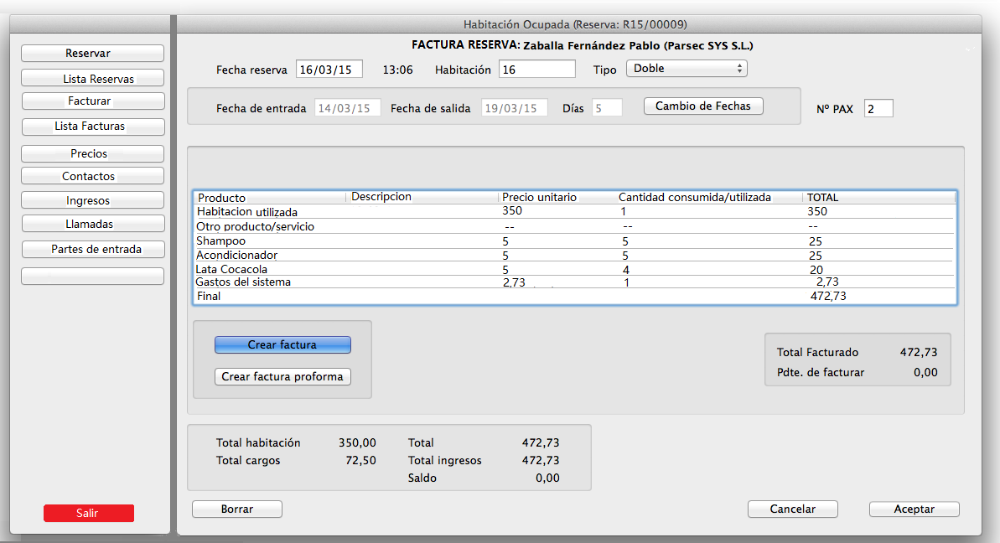 Habitación Ocupada (Reserva: R15/00009)
Reservar
Lista Reservas
Facturar
Lista Facturas
Precios
Contactos
Ingresos
Llamadas
Partes de entrada
Salir
FACTURA RESERVA: Zaballa Fernández Pablo (Parsec SYS S.L.)
Fecha reserva 16/03/15 13:06 Habitación 16 Tipo Doble
Fecha de entrada 14/03/15 Fecha de salida 19/03/15 Días 5 Cambio de Fechas Nº PAX 2
Producto Descripcion Precio unitario Cantidad consumida/utilizada TOTAL
Habitacion utilizada 350 1 350
Otro producto/servicio -- -- --
Shampoo 5 5 25
Acondicionador 5 5 25
Lata Cocacola 5 4 20
Gastos del sistema 2,73 1 2,73
Final 472,73
Crear factura
Crear factura proforma
Total Facturado 472,73
Pdte. de facturar 0,00
Total habitación 350,00 Total 472,73
Total cargos 72,50 Total ingresos 472,73
Saldo 0,00
Borrar Cancelar Aceptar